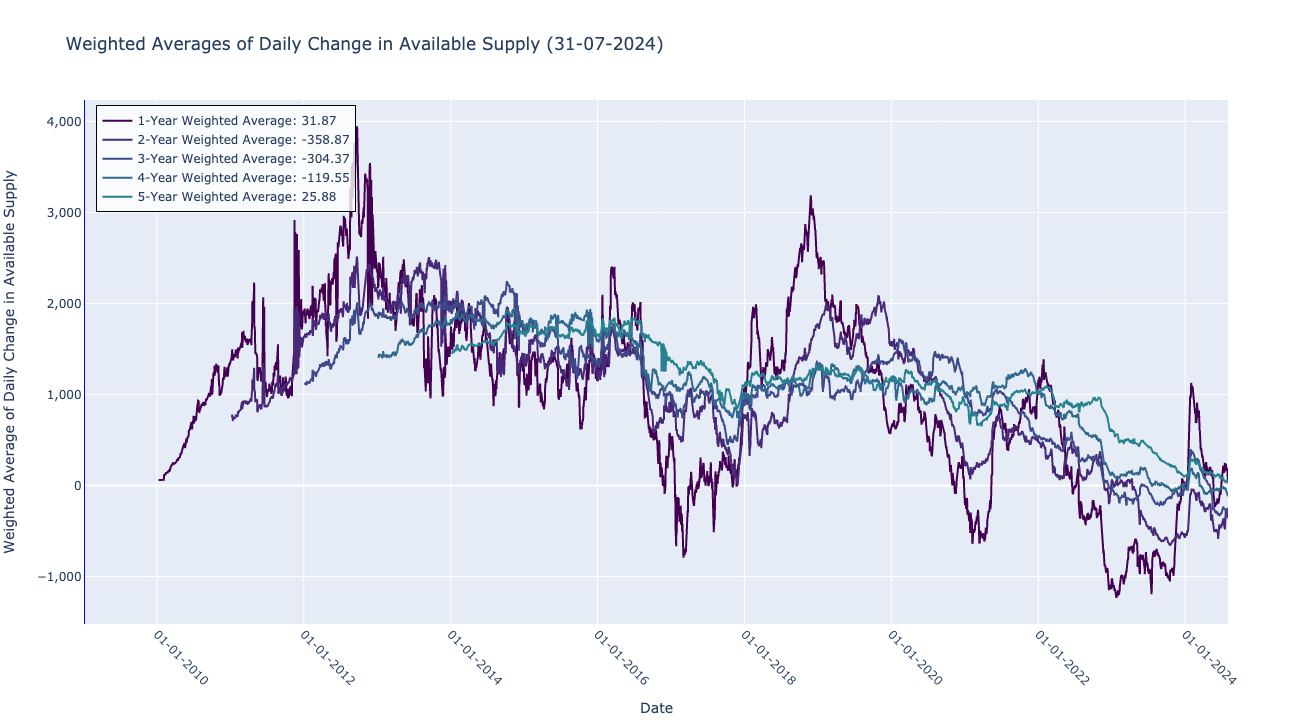 Weighted Averages of Daily Change in Available Supply (31-07-2024)
1-Year Weighted Average: 31.87
2-Year Weighted Average: -358.87
3-Year Weighted Average: -304.37
4-Year Weighted Average: -119.55
5-Year Weighted Average: 25.88
Weighted Average of Daily Change in Available Supply
4,000
3,000
2,000
1,000
0
−1,000
01-01-2010
01-01-2012
01-01-2014
01-01-2016
01-01-2018
01-01-2020
01-01-2022
01-01-2024
Date